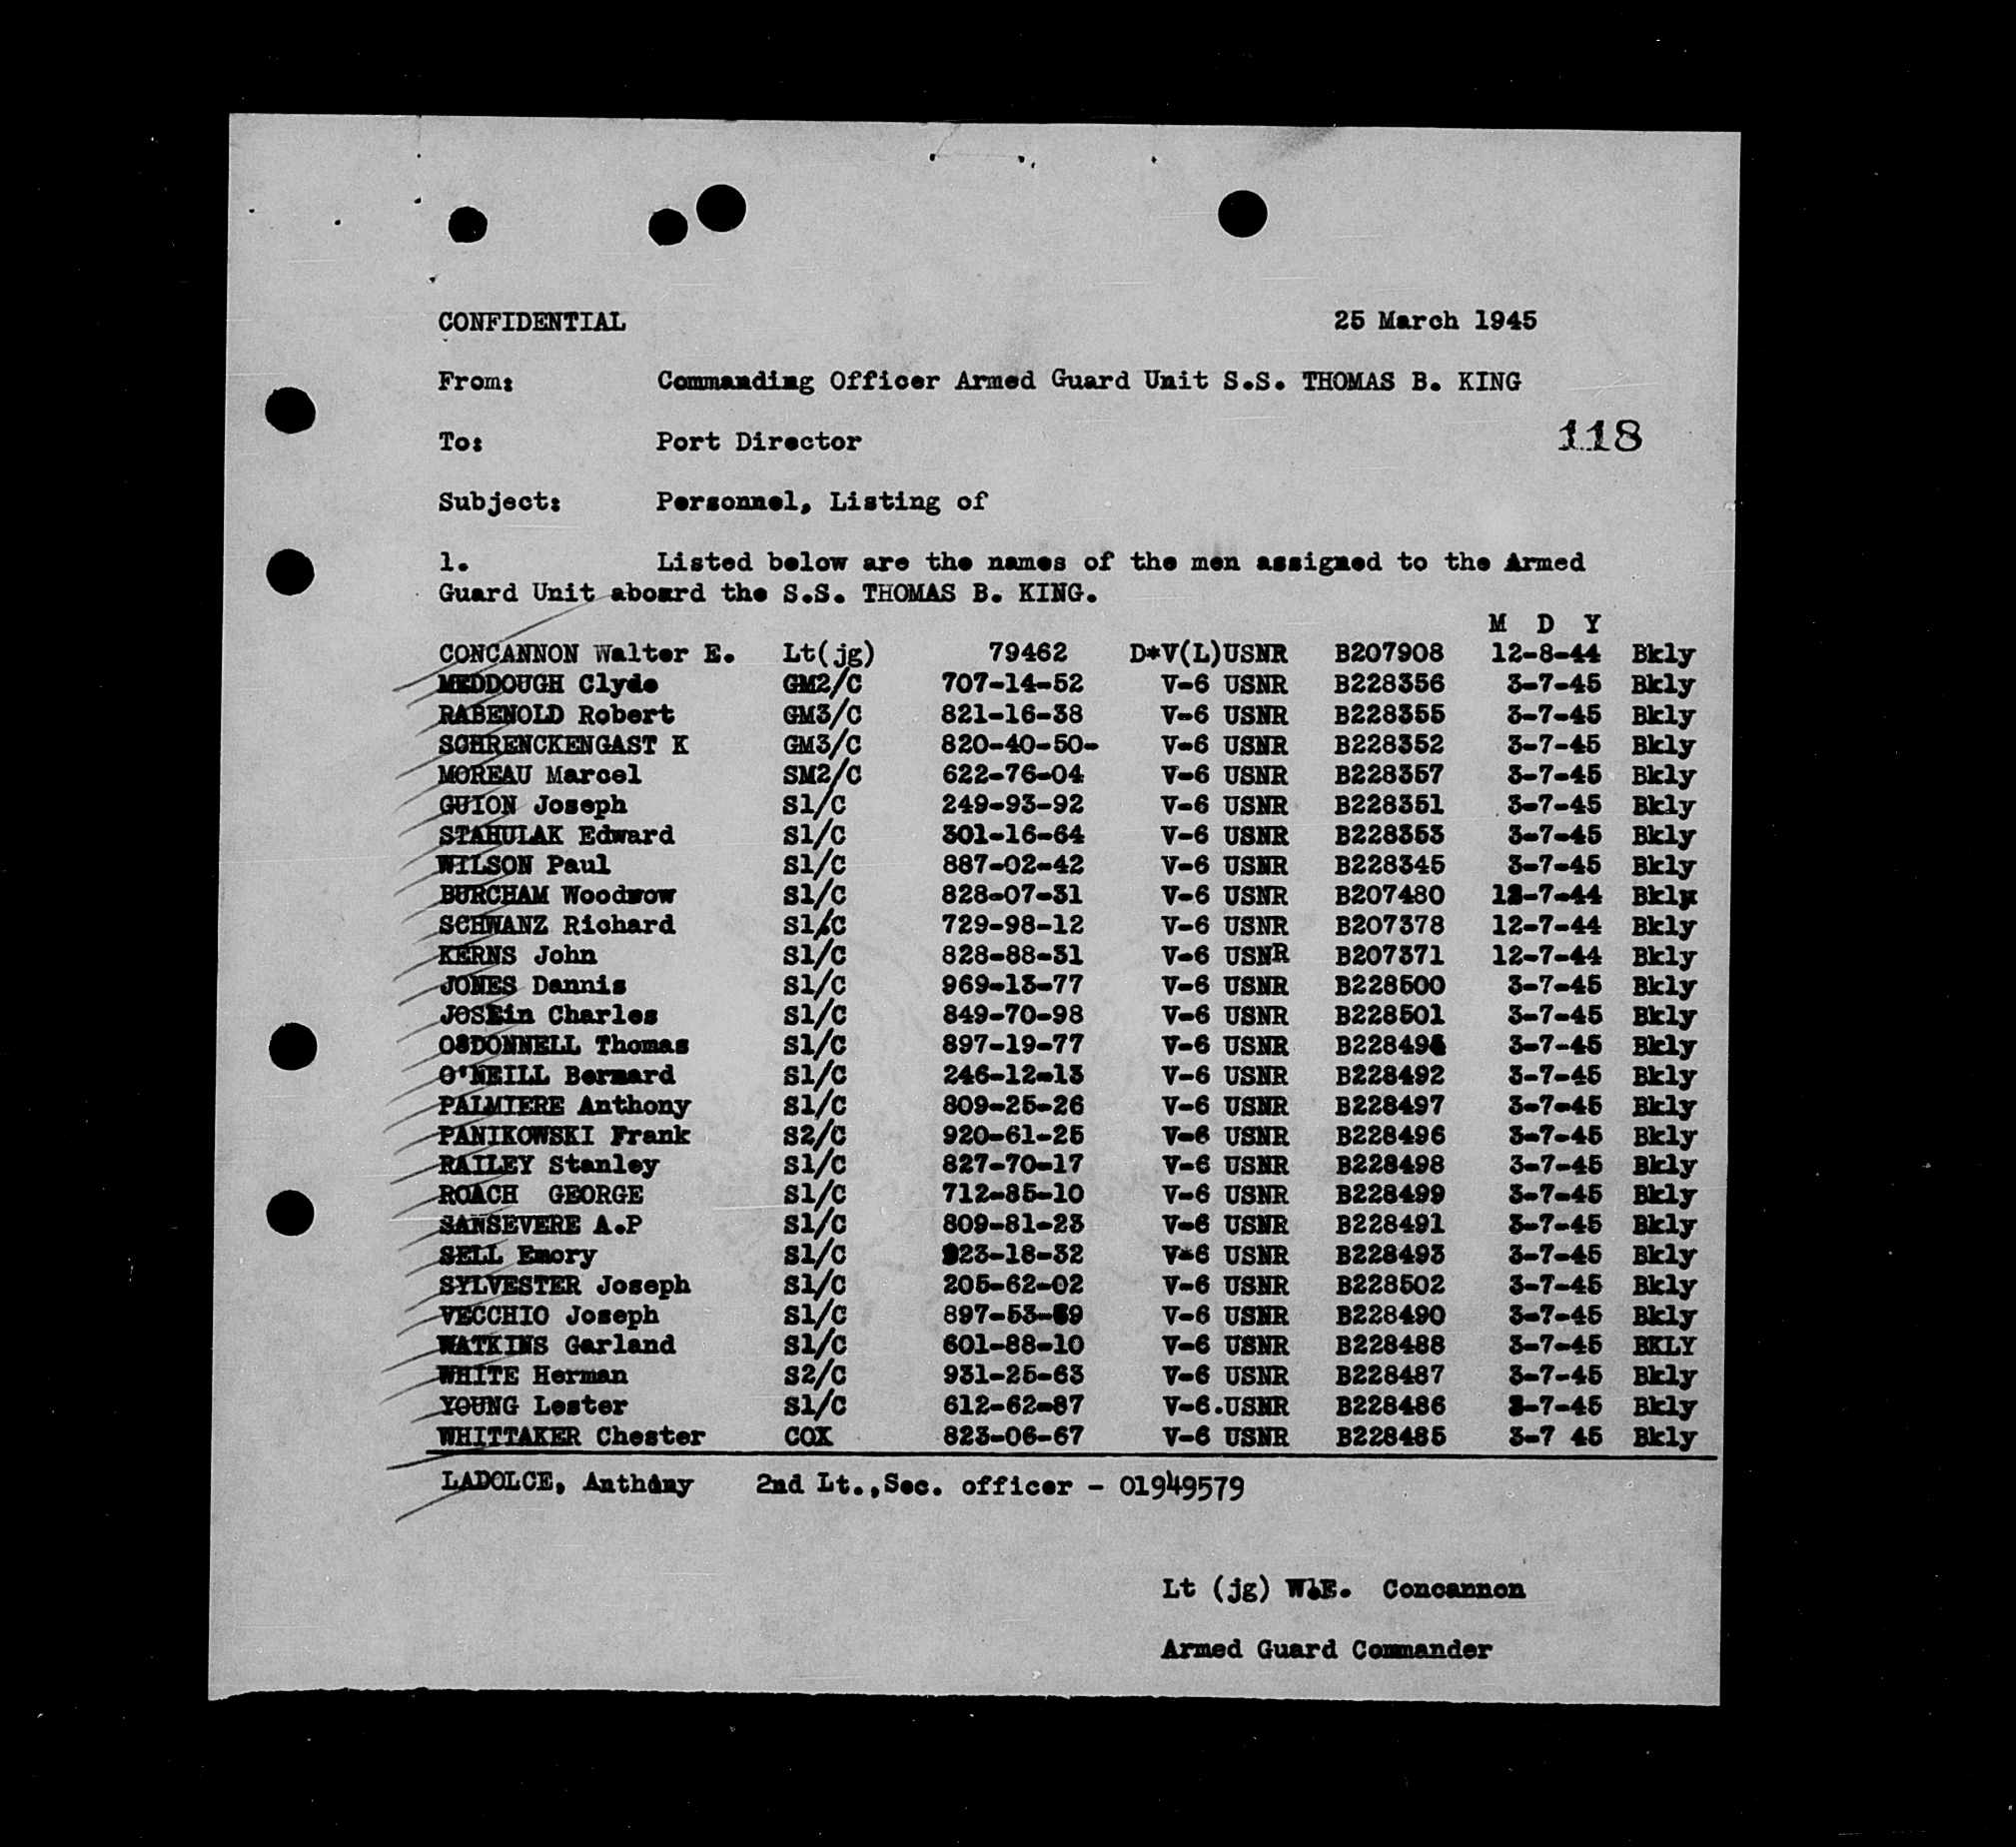 CONFIDENTIAL 25 March 1945
From: Commanding Officer Armed Guard Unit S.S. THOMAS B. KING
118
To: Port Director
Subject: Personnel, Listing of
1. Listed below are the names of the men assigned to the Armed
Guard Unit aboard the S.S. THOMAS B. KING.
M D Y
CONCANNON Walter E. Lt(jg) 79462 D*V(L)USNR B207908 12-8-44 Bkly
MEDDOUGH Clyde GM2/C 707-14-52 V-6 USNR B228356 3-7-45 Bkly
RABENOLD Robert GM3/C 821-16-38 V-6 USNR B228355 3-7-45 Bkly
SCHRENCKENGAST K GM3/C 820-40-50- V-6 USNR B228352 3-7-45 Bkly
MOREAU Marcel SM2/C 622-76-04 V-6 USNR B228357 3-7-45 Bkly
GUION Joseph S1/C 249-93-92 V-6 USNR B228351 3-7-45 Bkly
STAHULAK Edward S1/C 301-16-64 V-6 USNR B228353 3-7-45 Bkly
WILSON Paul S1/C 887-02-42 V-6 USNR B228345 3-7-45 Bkly
BURCHAM Woodwow S1/C 828-07-31 V-6 USNR B207480 12-7-44 Bkly
SCHWANZ Richard S1/C 729-98-12 V-6 USNR B207378 12-7-44 Bkly
KERNS John S1/C 828-88-31 V-6 USNR B207371 12-7-44 Bkly
JONES Dannis S1/C 969-13-77 V-6 USNR B228500 3-7-45 Bkly
JOSLin Charles S1/C 849-70-98 V-6 USNR B228501 3-7-45 Bkly
O8DONNELL Thomas S1/C 897-19-77 V-6 USNR 3-7-45 Bkly
O'NEILL Bernard S1/C 246-12-13 V-6 USNR B228492 3-7-45 Bkly
PALMIERE Anthony S1/C 809-25-26 V-6 USNR B228497 3-7-45 Bkly
PANIKOWSKI Frank S2/C 920-61-25 V-6 USNR B228496 3-7-45 Bkly
RAILEY Stanley S1/C 827-70-17 V-6 USNR B228498 3-7-45 Bkly
ROACH GEORGE S1/C 712-85-10 V-6 USNR B228499 3-7-45 Bkly
SANSEVERE A.P S1/C 809-81-23 V-6 USNR B228491 3-7-45 Bkly
SELL Emory S1/C 923-18-32 V-6 USNR B228493 3-7-45 Bkly
SYLVESTER Joseph S1/C 205-62-02 V-6 USNR B228502 3-7-45 Bkly
VECCHIO Joseph S1/C V-6 USNR B228490 3-7-45 Bkly
WATKINS Garland S1/C 601-88-10 V-6 USNR B228488 3-7-45 BKLY
WHITE Herman S2/C 931-25-63 V-6 USNR B228487 3-7-45 Bkly
YOUNG Lester S1/C 612-62-87 V-6.USNR B228486 3-7-45 Bkly
WHITTAKER Chester COX 823-06-67 V-6 USNR B228485 3-7 45 Bkly
LADOLCE, Anthony 2nd Lt.,Sec. officer - 01949579
Lt (jg) W.E. Concannon
Armed Guard Commander